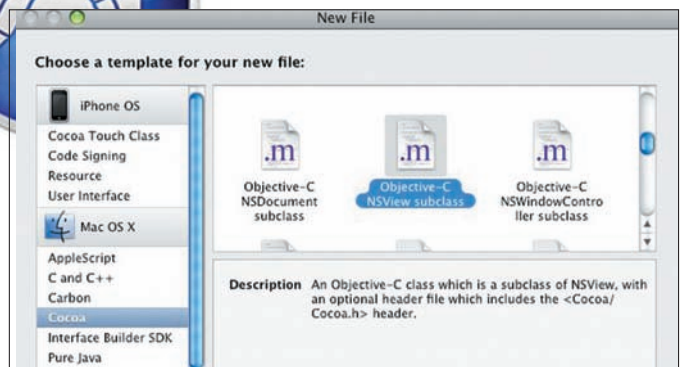 New File
Choose a template for your new file:
iPhone OS
Cocoa Touch Class
Code Signing
Resource
User Interface
Mac OS X
AppleScript
C and C++
Carbon
Cocoa
Interface Builder SDK
Pure Java
.m
Objective-C
NSDocument
subclass
.m
Objective-C
NSView subclass
.m
Objective-C
NSWindowContro
ller subclass
Description An Objective-C class which is a subclass of NSView, with
an optional header file which includes the <Cocoa/
Cocoa.h> header.